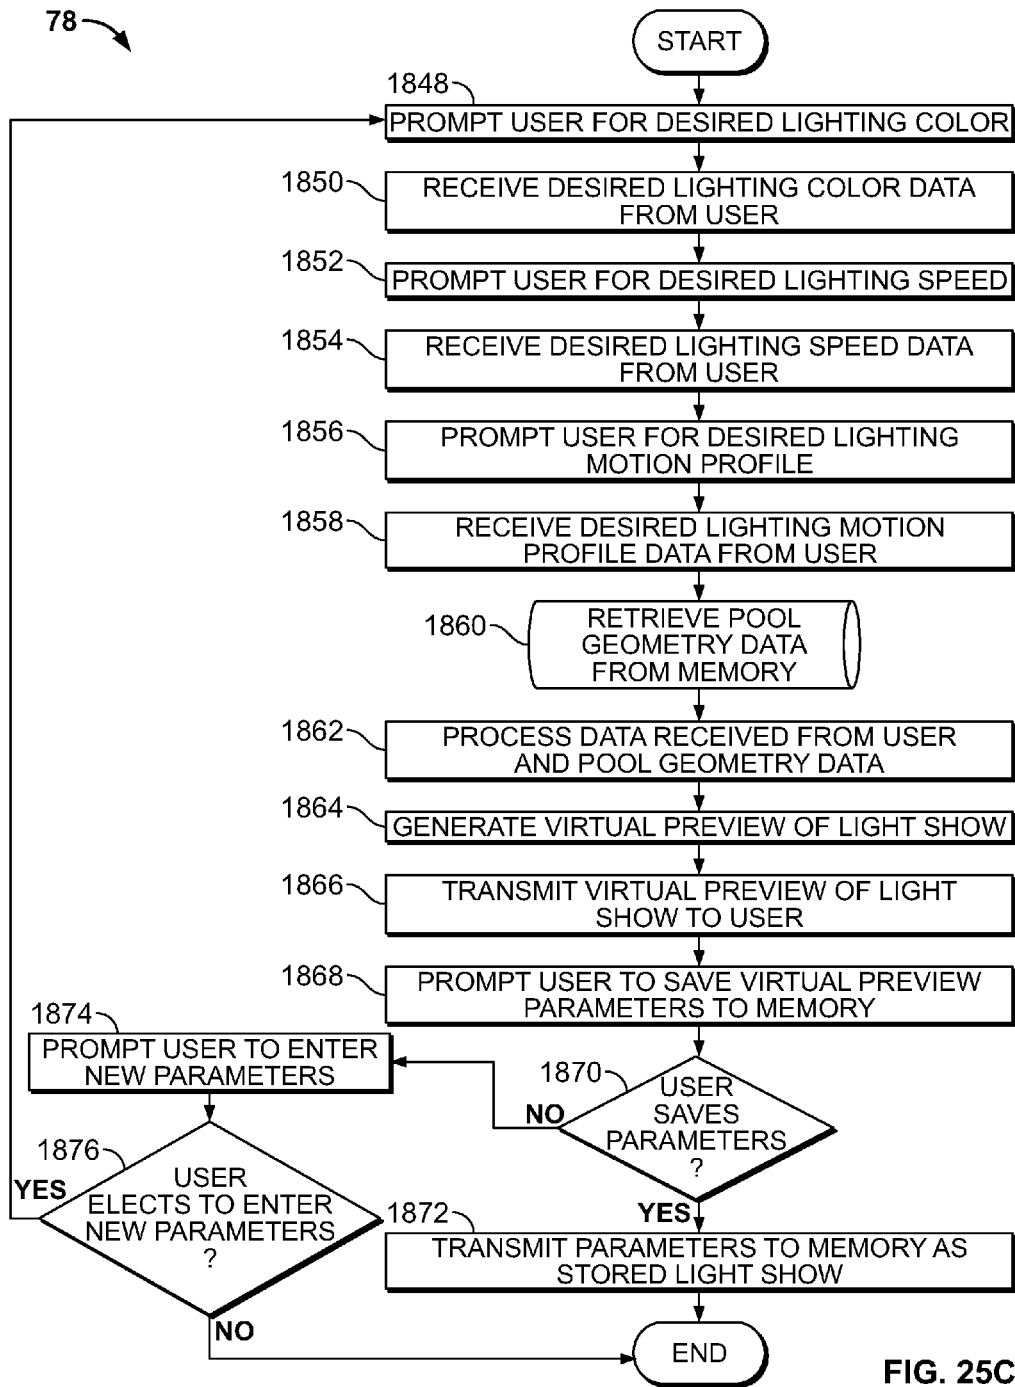 78
START
1848
PROMPT USER FOR DESIRED LIGHTING COLOR
1850
RECEIVE DESIRED LIGHTING COLOR DATA
FROM USER
1852
PROMPT USER FOR DESIRED LIGHTING SPEED
1854
RECEIVE DESIRED LIGHTING SPEED DATA
FROM USER
1856
PROMPT USER FOR DESIRED LIGHTING
MOTION PROFILE
1858
RECEIVE DESIRED LIGHTING MOTION
PROFILE DATA FROM USER
1860
RETRIEVE POOL
GEOMETRY DATA
FROM MEMORY
1862
PROCESS DATA RECEIVED FROM USER
AND POOL GEOMETRY DATA
1864
GENERATE VIRTUAL PREVIEW OF LIGHT SHOW
1866
TRANSMIT VIRTUAL PREVIEW OF LIGHT
SHOW TO USER
1868
PROMPT USER TO SAVE VIRTUAL PREVIEW
PARAMETERS TO MEMORY
1870
USER
SAVES
PARAMETERS
?
NO
YES
1874
PROMPT USER TO ENTER
NEW PARAMETERS
1876
USER
ELECTS TO ENTER
NEW PARAMETERS
?
YES
NO
1872
TRANSMIT PARAMETERS TO MEMORY AS
STORED LIGHT SHOW
END
FIG. 25C